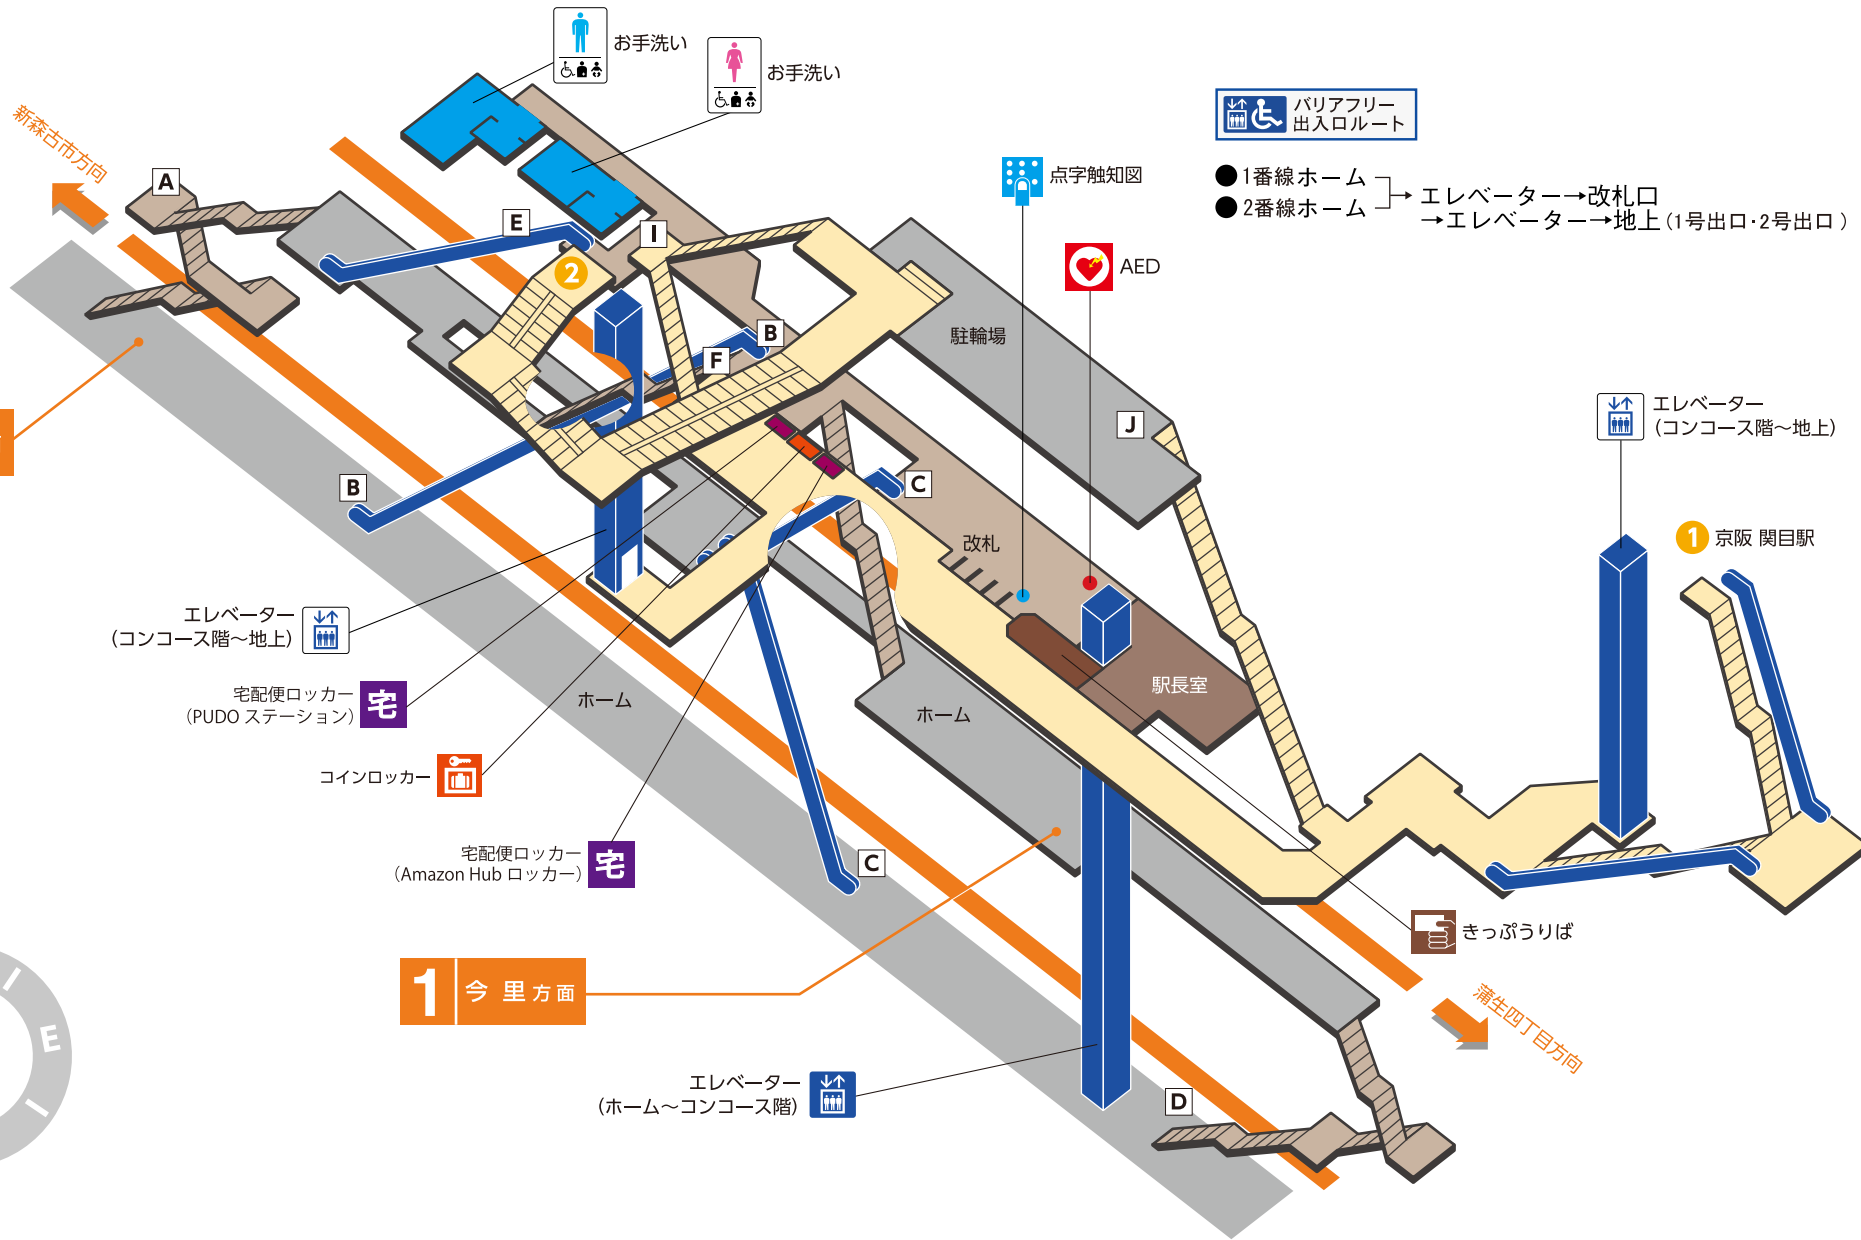 お手洗い
お手洗い
新森古市方向
A
E
I
2
B
F
B
C
C
D
J
バリアフリー
出入口ルート
●1番線ホーム
●2番線ホーム
→エレベーター→改札口
→エレベーター→地上(1号出口・2号出口)
点字触知図
AED
駐輪場
エレベーター
(コンコース階〜地上)
1 京阪 関目駅
改札
駅長室
エレベーター
(コンコース階〜地上)
宅配便ロッカー
(PUDO ステーション)
宅
コインロッカー
宅配便ロッカー
(Amazon Hub ロッカー)
宅
ホーム
ホーム
きっぷうりば
1 今里方面
蒲生四丁目方向
エレベーター
(ホーム〜コンコース階)
E